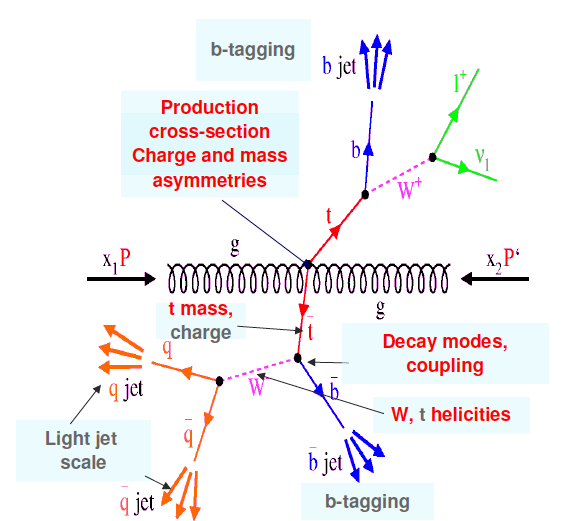 b-tagging
b jet
l+
Production
cross-section
Charge and mass
asymmetries
b
ν_l
W+
t
g
x₁P
x₂P‘
g
t mass,
charge
t̄
Decay modes,
coupling
q
W
b̄
q jet
W, t helicities
q̄
Light jet
scale
b̄ jet
q̄ jet
b-tagging